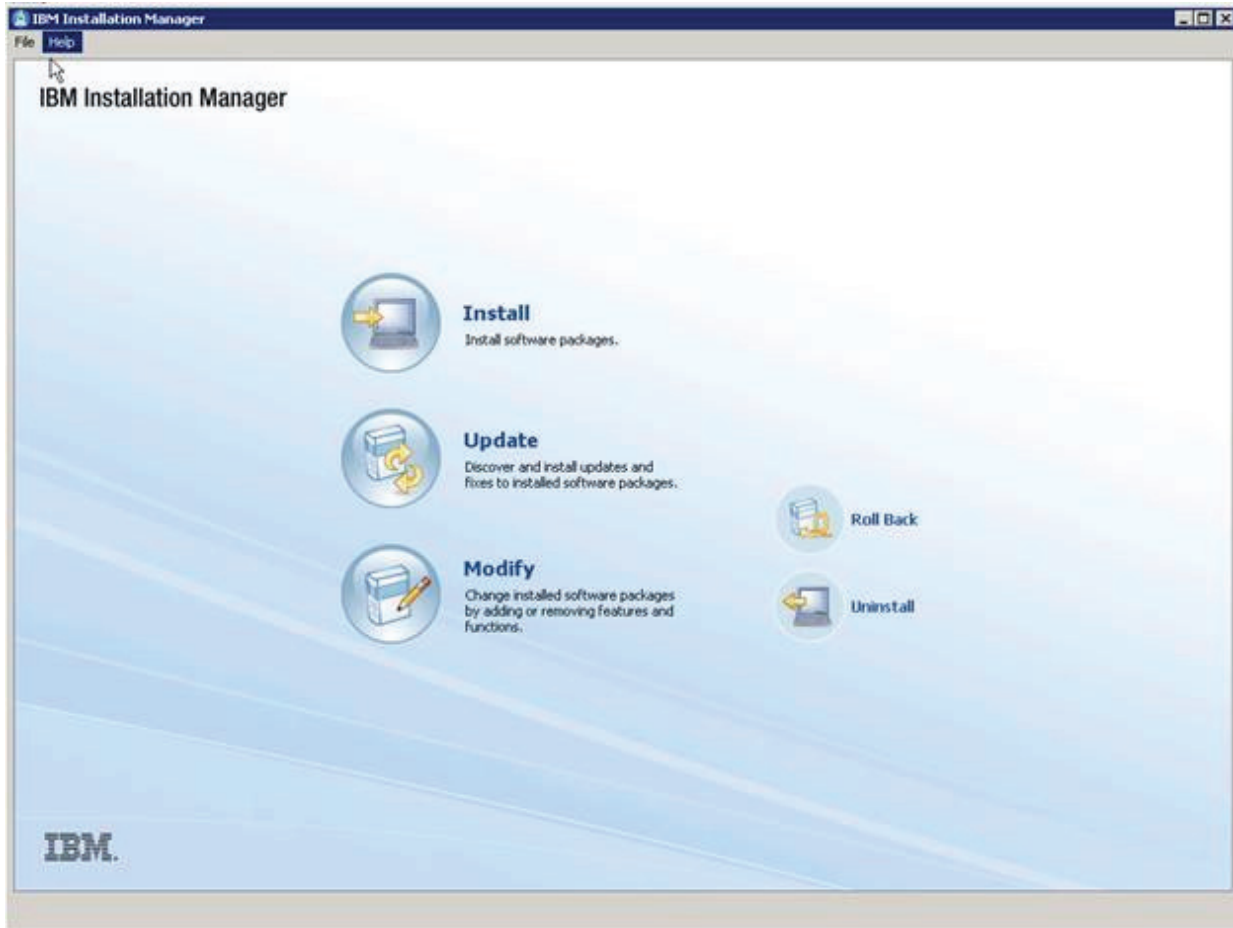 IBM Installation Manager
File Help
IBM Installation Manager
Install
Install software packages.
Update
Discover and install updates and
fixes to installed software packages.
Modify
Change installed software packages
by adding or removing features and
functions.
Roll Back
Uninstall
IBM.